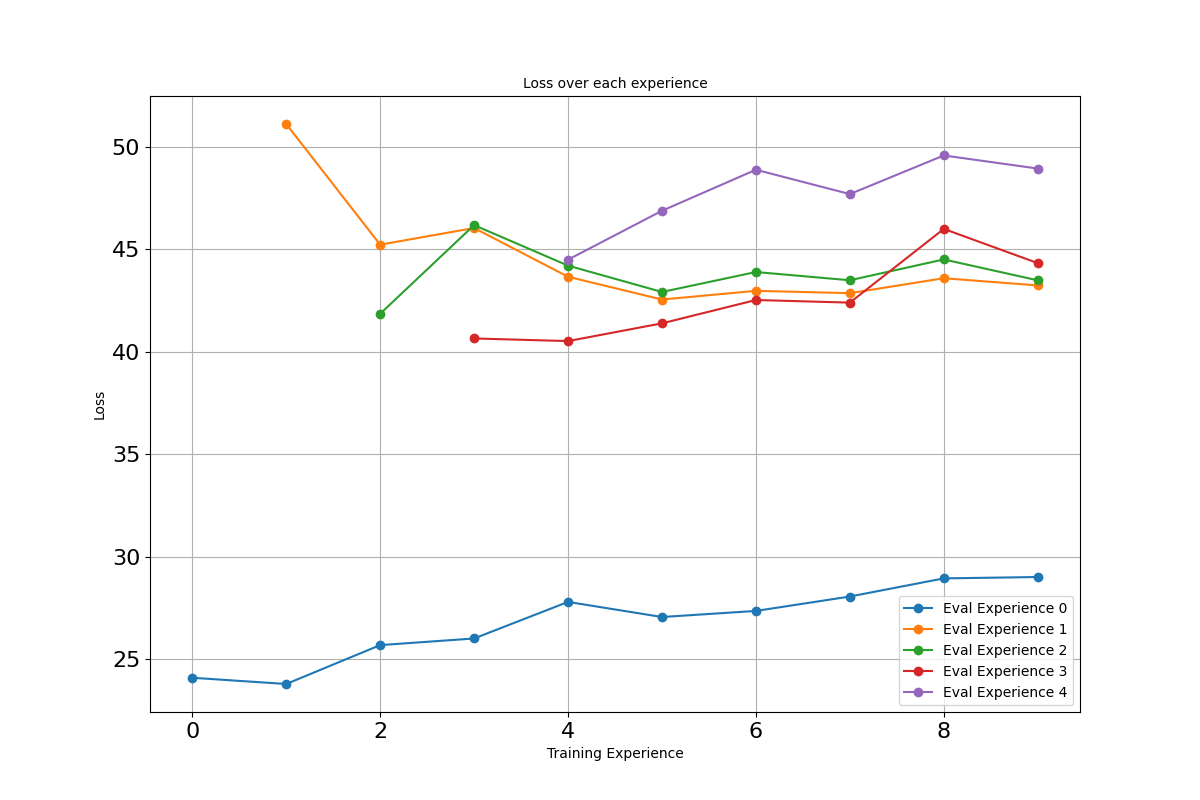 Loss over each experience
50
45
40
35
30
25
Loss
0 2 4 6 8
Training Experience
Eval Experience 0
Eval Experience 1
Eval Experience 2
Eval Experience 3
Eval Experience 4